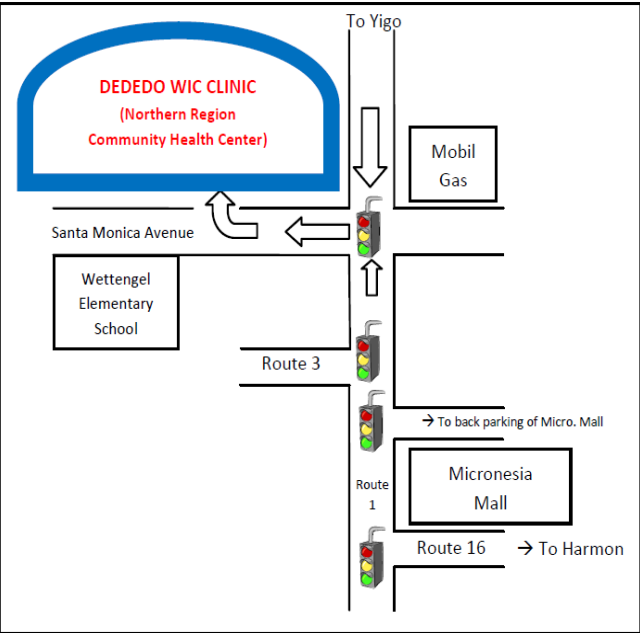 To Yigo
DEDEDO WIC CLINIC
(Northern Region
Community Health Center)
Mobil
Gas
Santa Monica Avenue
Wettengel
Elementary
School
Route 3
→ To back parking of Micro. Mall
Micronesia
Mall
Route
1
Route 16 → To Harmon